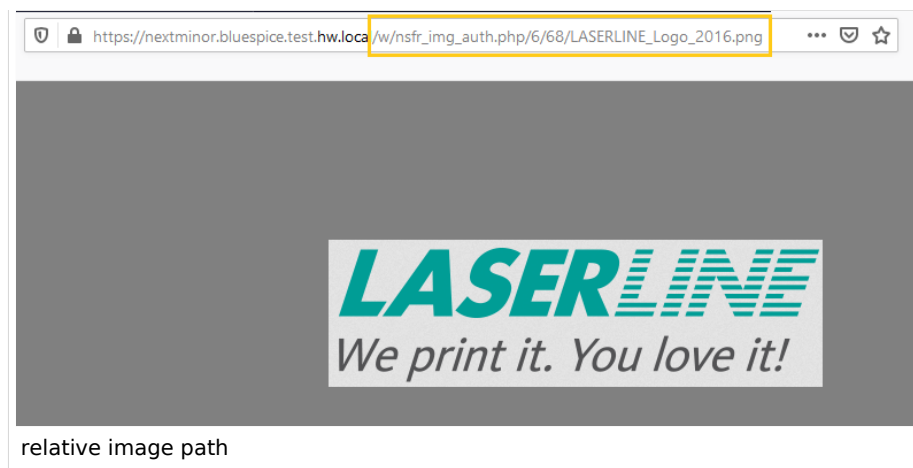 https://nextminor.bluespice.test.hw.loca/w/nsfr_img_auth.php/6/68/LASERLINE_Logo_2016.png
LASERLINE
We print it. You love it!
relative image path